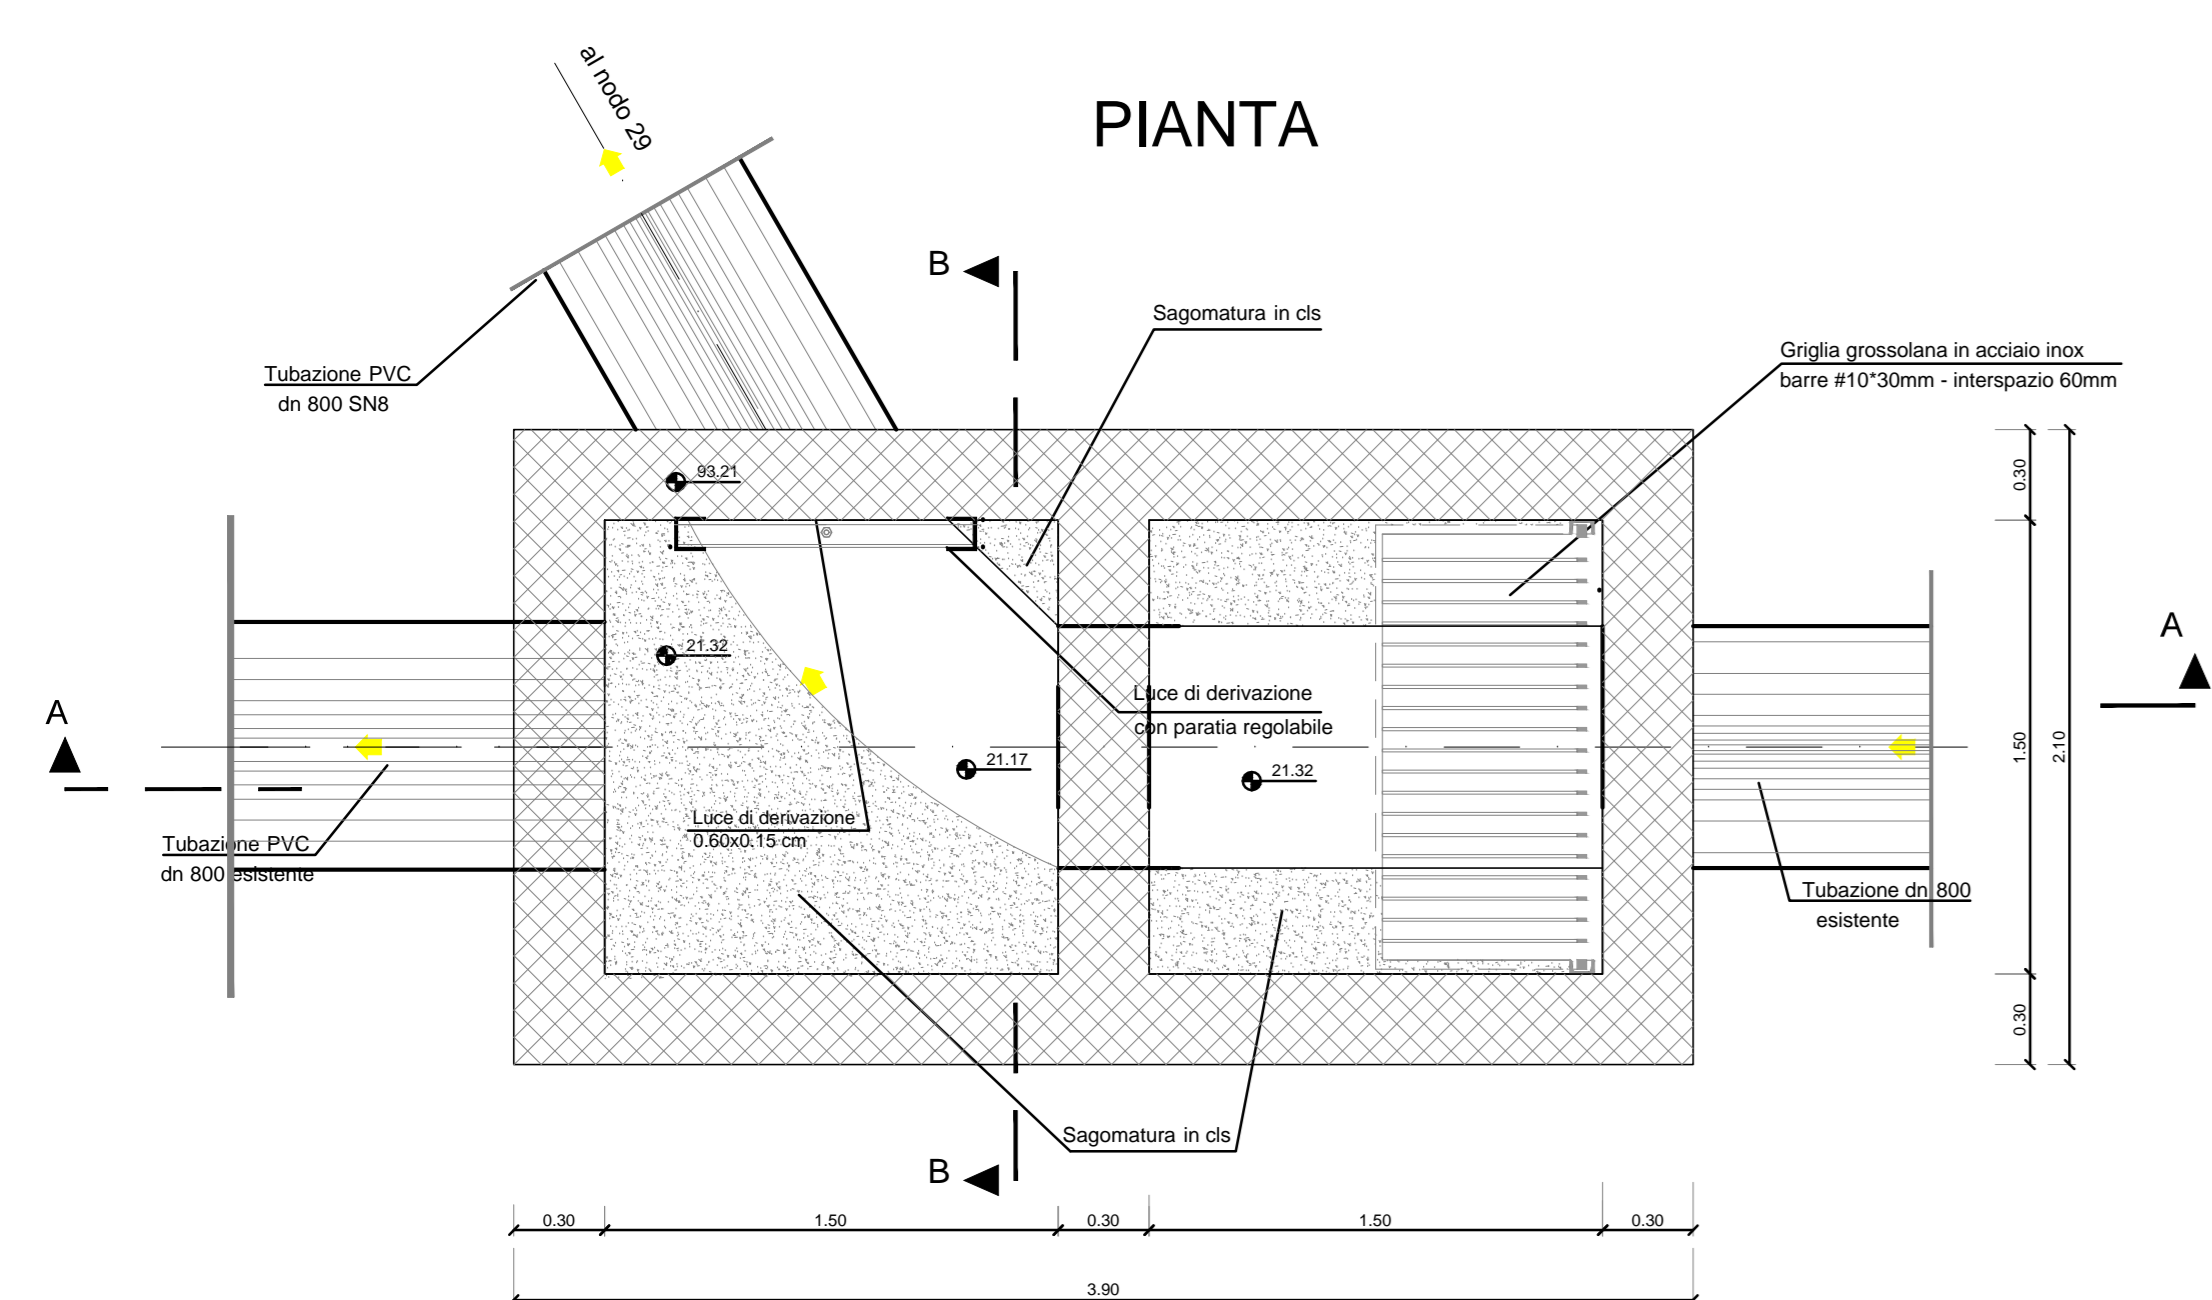 al nodo 29
PIANTA
B
Sagomatura in cls
Griglia grossolana in acciaio inox
barre #10*30mm - interspazio 60mm
Tubazione PVC
dn 800 SN8
93.21
0.30
21.32
A
A
Luce di derivazione
con paratia regolabile
1.50
2.10
21.17
21.32
Luce di derivazione
0.60x0.15 cm
Tubazione PVC
dn 800 esistente
Tubazione dn 800
esistente
0.30
Sagomatura in cls
B
0.30
1.50
0.30
1.50
0.30
3.90